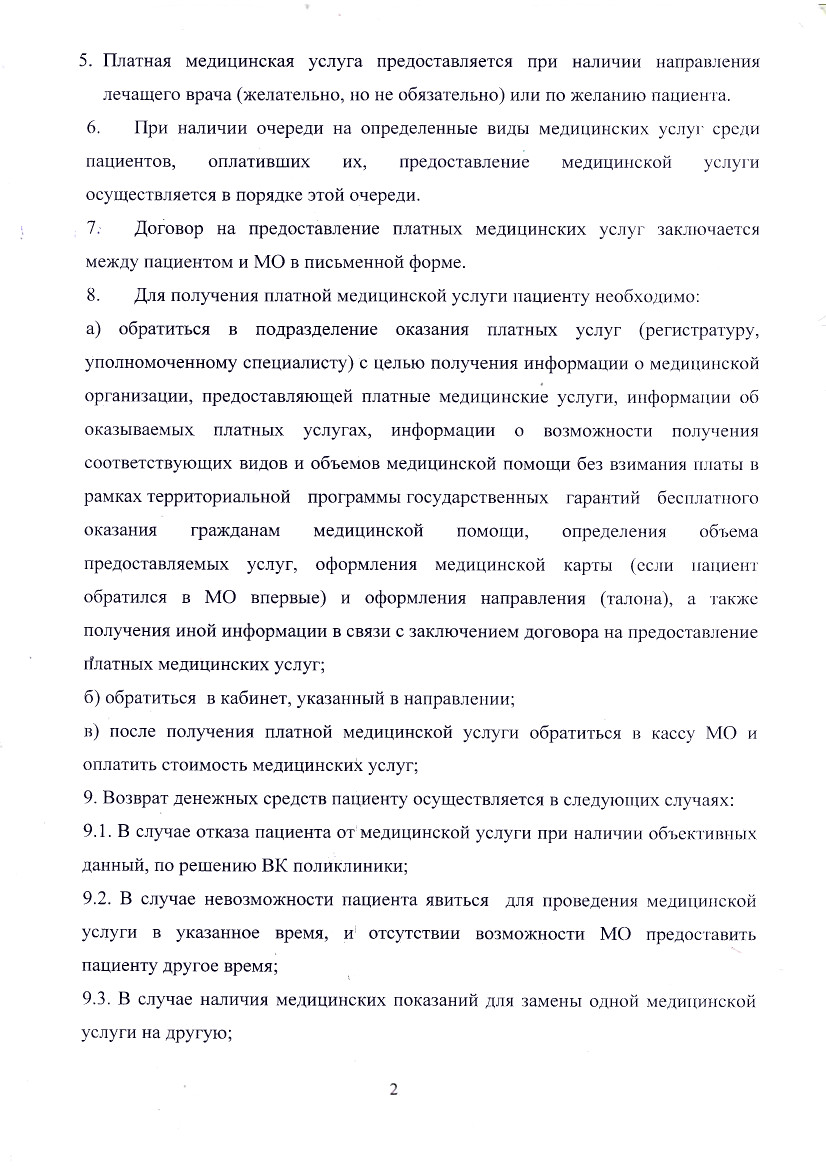 5. Платная медицинская услуга предоставляется при наличии направления
лечащего врача (желательно, но не обязательно) или по желанию пациента.
6. При наличии очереди на определенные виды медицинских услуг среди
пациентов, оплативших их, предоставление медицинской услуги
осуществляется в порядке этой очереди.
7. Договор на предоставление платных медицинских услуг заключается
между пациентом и МО в письменной форме.
8. Для получения платной медицинской услуги пациенту необходимо:
а) обратиться в подразделение оказания платных услуг (регистратуру,
уполномоченному специалисту) с целью получения информации о медицинской
организации, предоставляющей платные медицинские услуги, информации об
оказываемых платных услугах, информации о возможности получения
соответствующих видов и объемов медицинской помощи без взимания платы в
рамках территориальной программы государственных гарантий бесплатного
оказания гражданам медицинской помощи, определения объема
предоставляемых услуг, оформления медицинской карты (если пациент
обратился в МО впервые) и оформления направления (талона), а также
получения иной информации в связи с заключением договора на предоставление
платных медицинских услуг;
б) обратиться в кабинет, указанный в направлении;
в) после получения платной медицинской услуги обратиться в кассу МО и
оплатить стоимость медицинских услуг;
9. Возврат денежных средств пациенту осуществляется в следующих случаях:
9.1. В случае отказа пациента от медицинской услуги при наличии объективных
данный, по решению ВК поликлиники;
9.2. В случае невозможности пациента явиться для проведения медицинской
услуги в указанное время, и отсутствии возможности МО предоставить
пациенту другое время;
9.3. В случае наличия медицинских показаний для замены одной медицинской
услуги на другую;
2